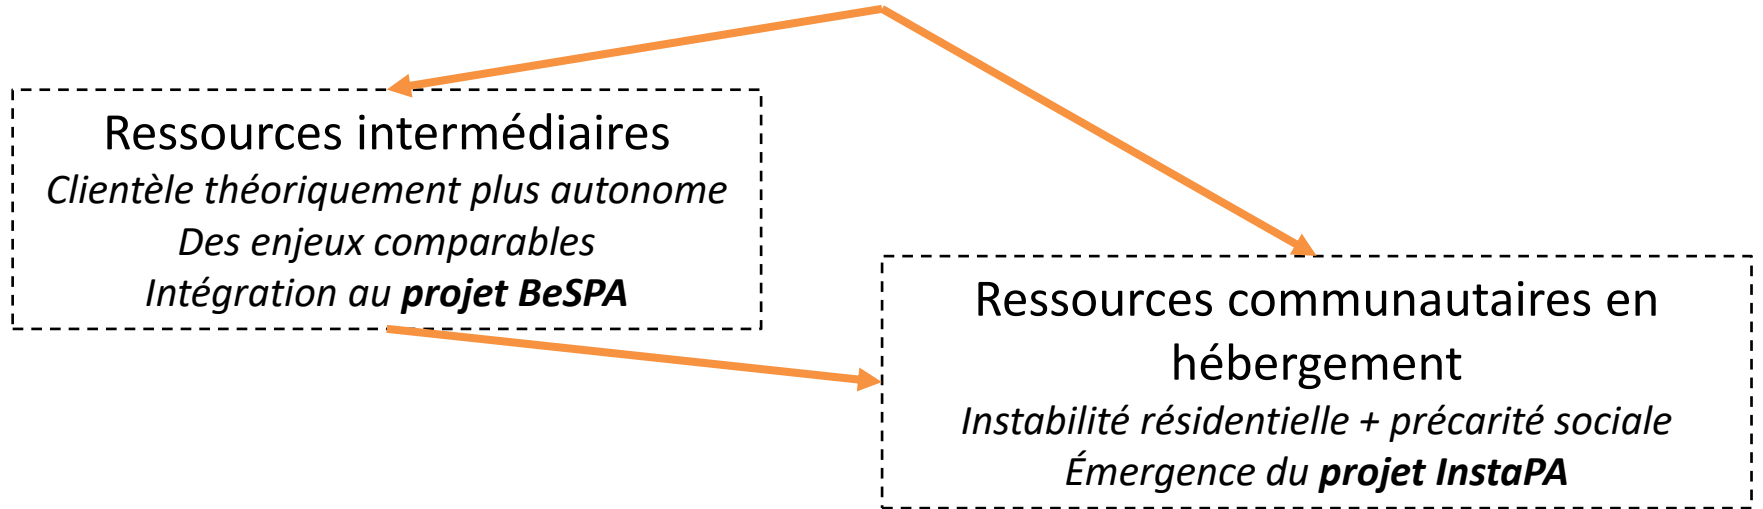 Ressources intermédiaires
Clientèle théoriquement plus autonome
Des enjeux comparables
Intégration au projet BeSPA
Ressources communautaires en
hébergement
Instabilité résidentielle + précarité sociale
Émergence du projet InstaPA